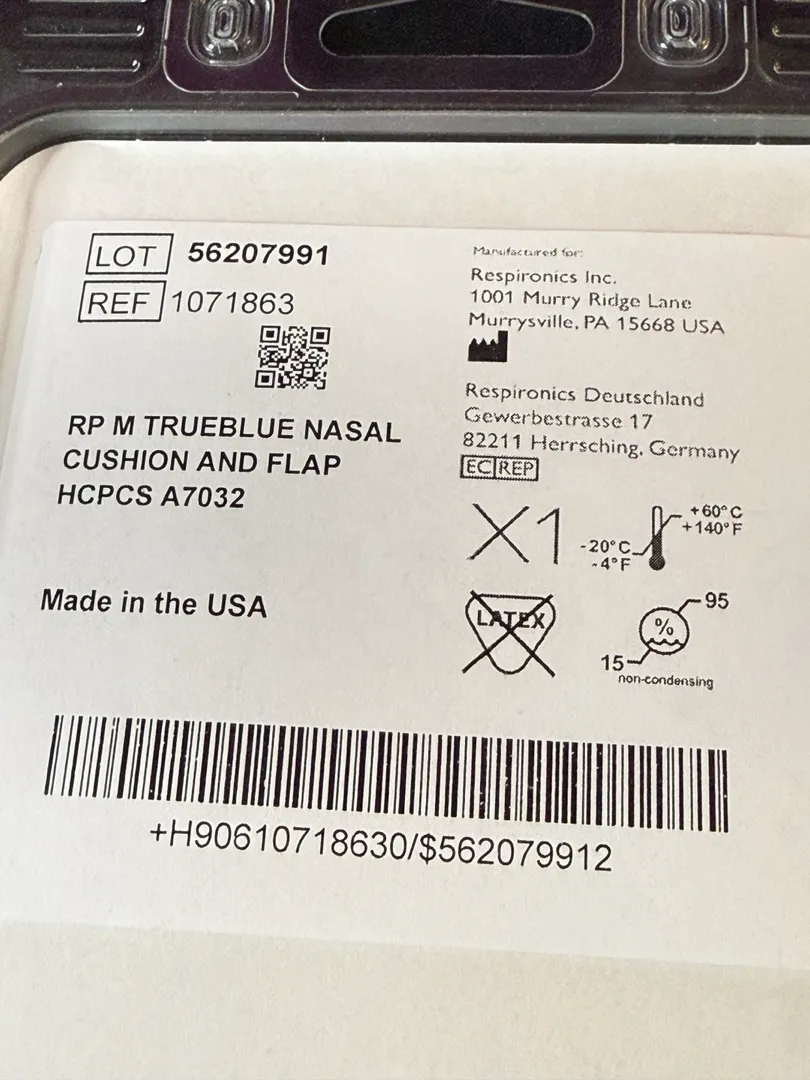 LOT 56207991
REF 1071863
RP M TRUEBLUE NASAL
CUSHION AND FLAP
HCPCS A7032
Made in the USA
Manufactured for:
Respironics Inc.
1001 Murry Ridge Lane
Murrysville, PA 15668 USA
Respironics Deutschland
Gewerbestrasse 17
82211 Herrsching, Germany
EC REP
X1
+60°C
+140°F
-20°C
-4°F
LATEX
95
%
15
non-condensing
+H90610718630/$562079912